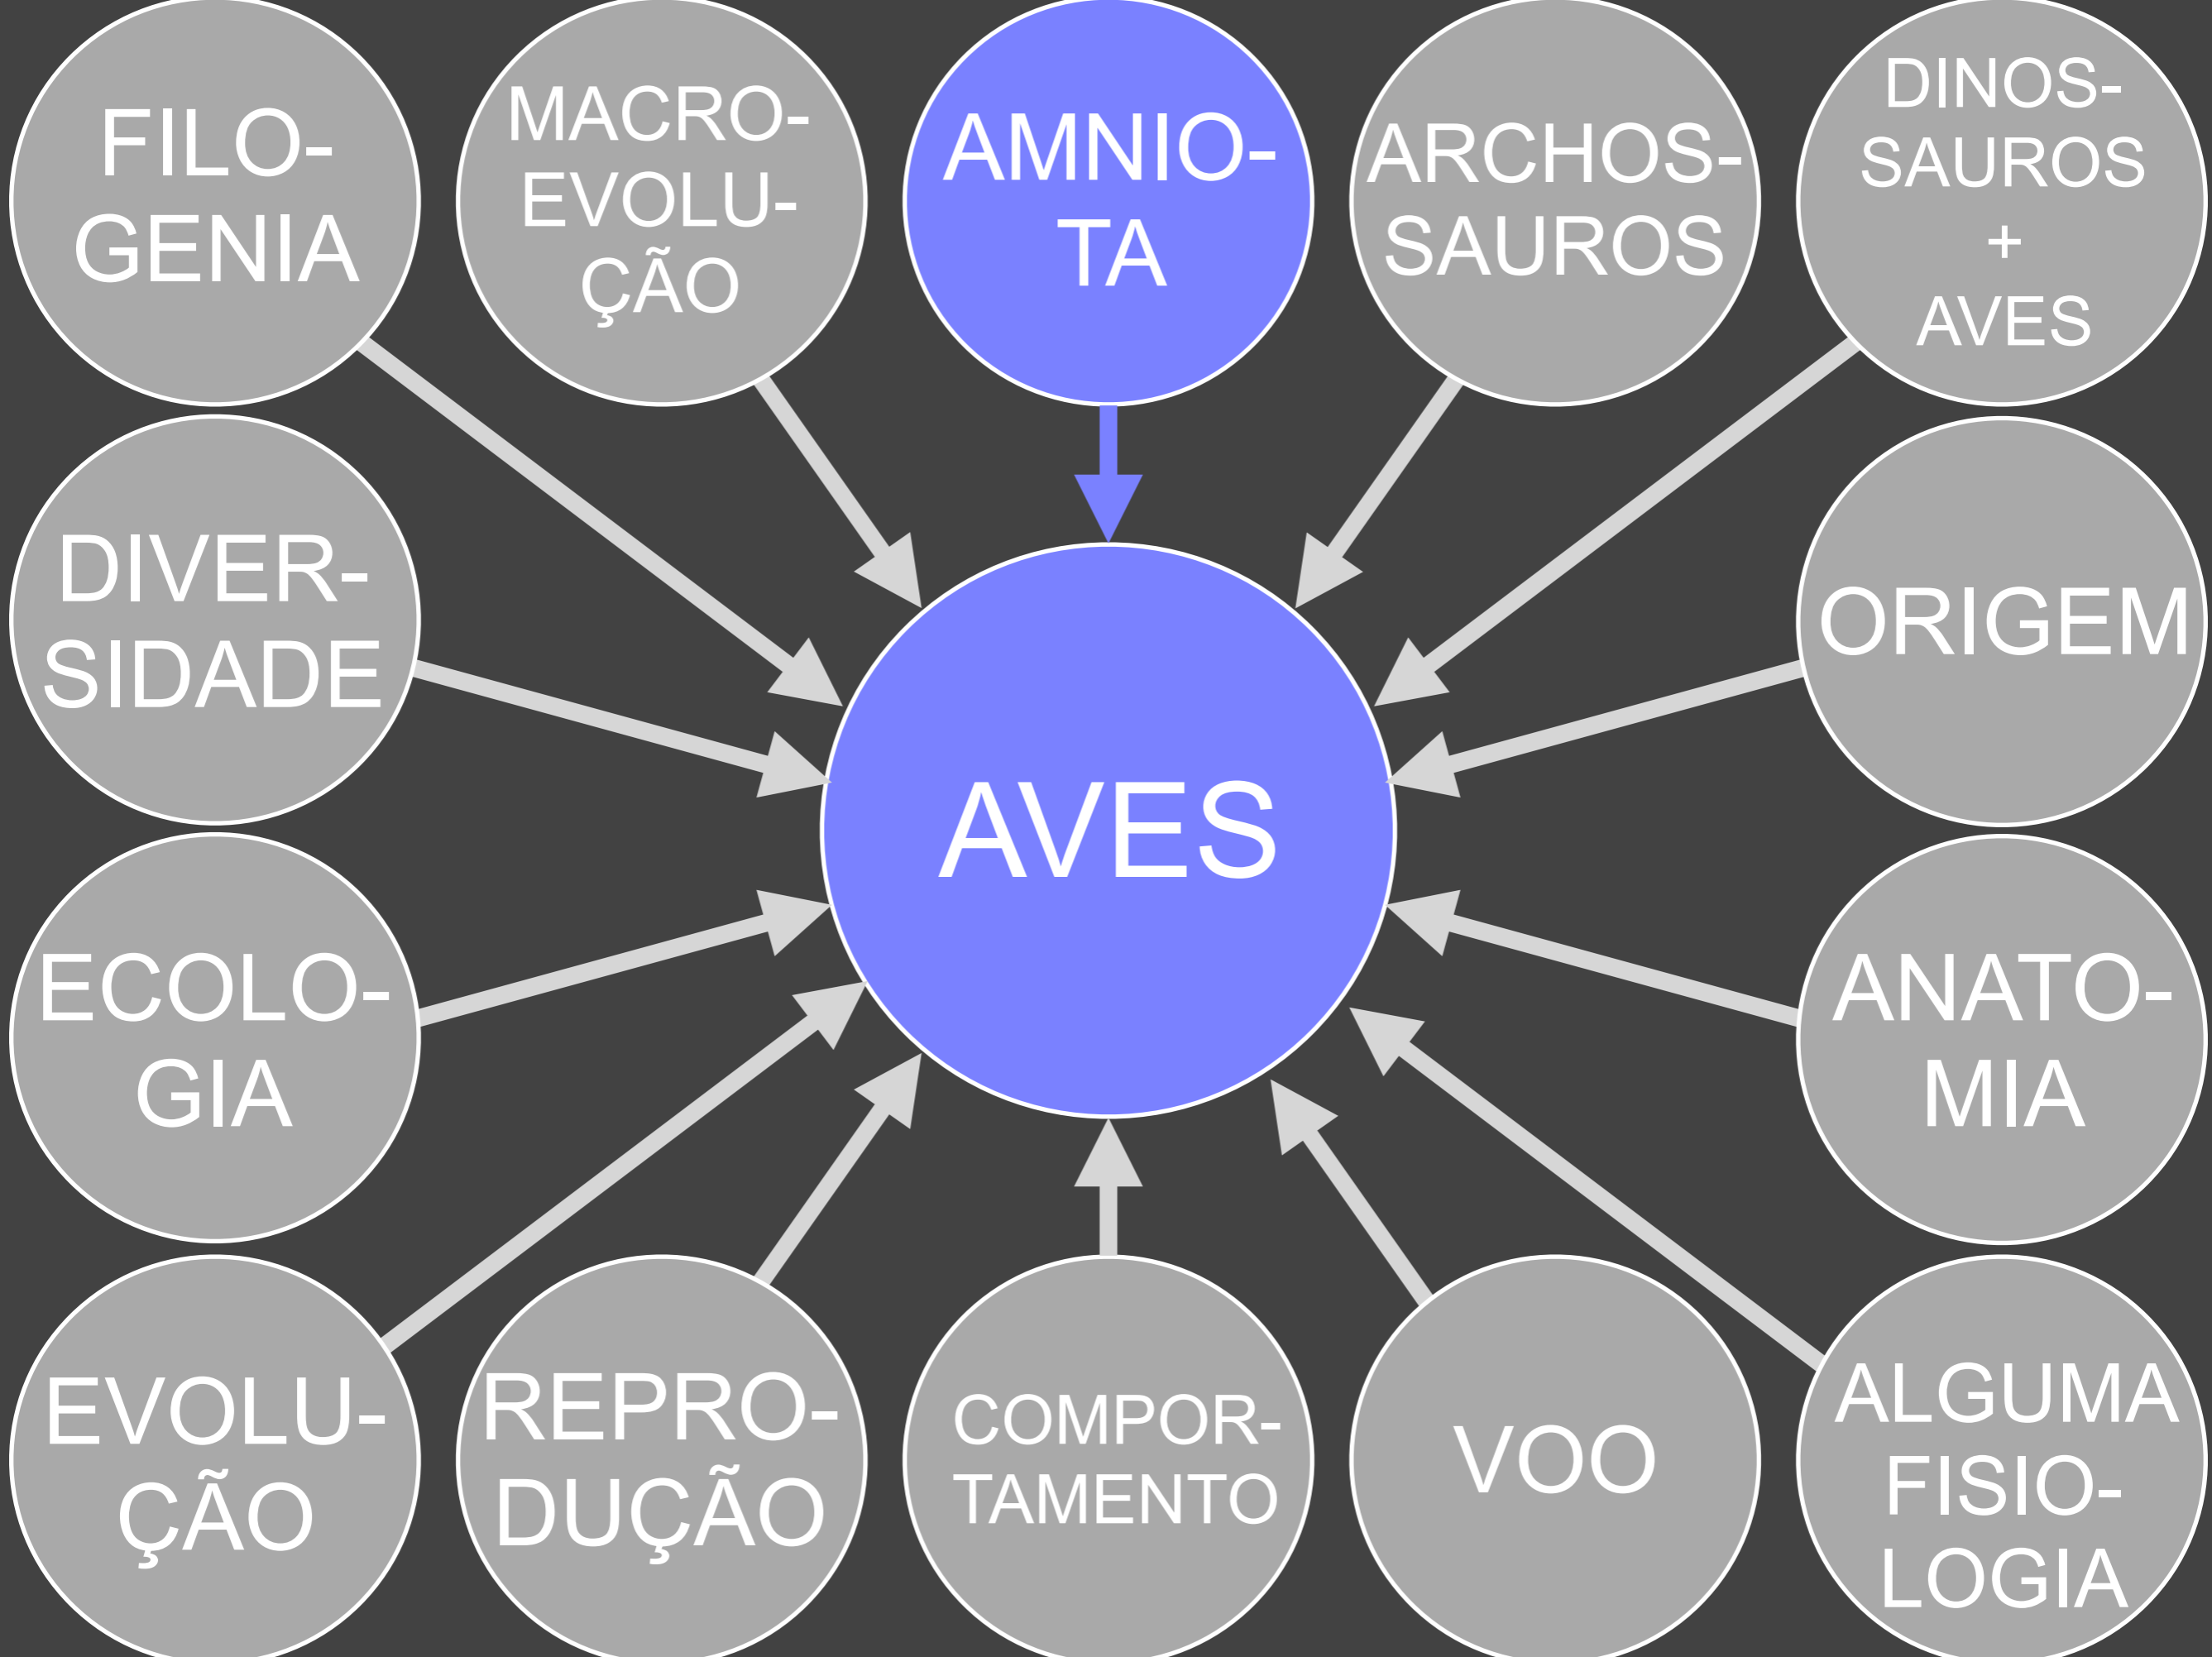 FILO-
GENIA
MACRO-
EVOLU-
ÇÃO
AMNIO-
TA
ARCHOS-
SAUROS
DINOS-
SAUROS
+
AVES
DIVER-
SIDADE
ORIGEM
AVES
ECOLO-
GIA
ANATO-
MIA
EVOLU-
ÇÃO
REPRO-
DUÇÃO
COMPOR-
TAMENTO
VOO
ALGUMA
FISIO-
LOGIA